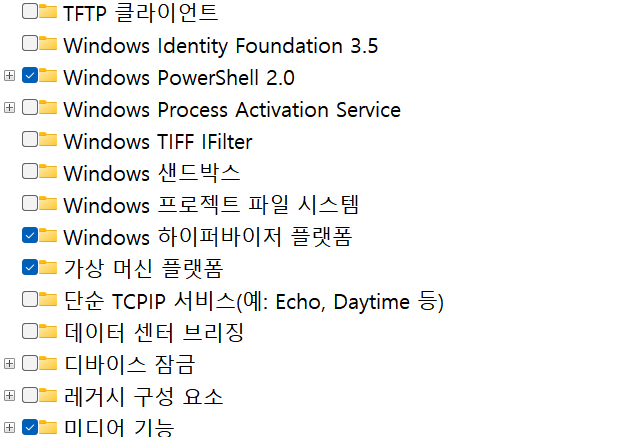 TFTP 클라이언트
Windows Identity Foundation 3.5
Windows PowerShell 2.0
Windows Process Activation Service
Windows TIFF IFilter
Windows 샌드박스
Windows 프로젝트 파일 시스템
Windows 하이퍼바이저 플랫폼
가상 머신 플랫폼
단순 TCPIP 서비스(예: Echo, Daytime 등)
데이터 센터 브리징
디바이스 잠금
레거시 구성 요소
미디어 기능